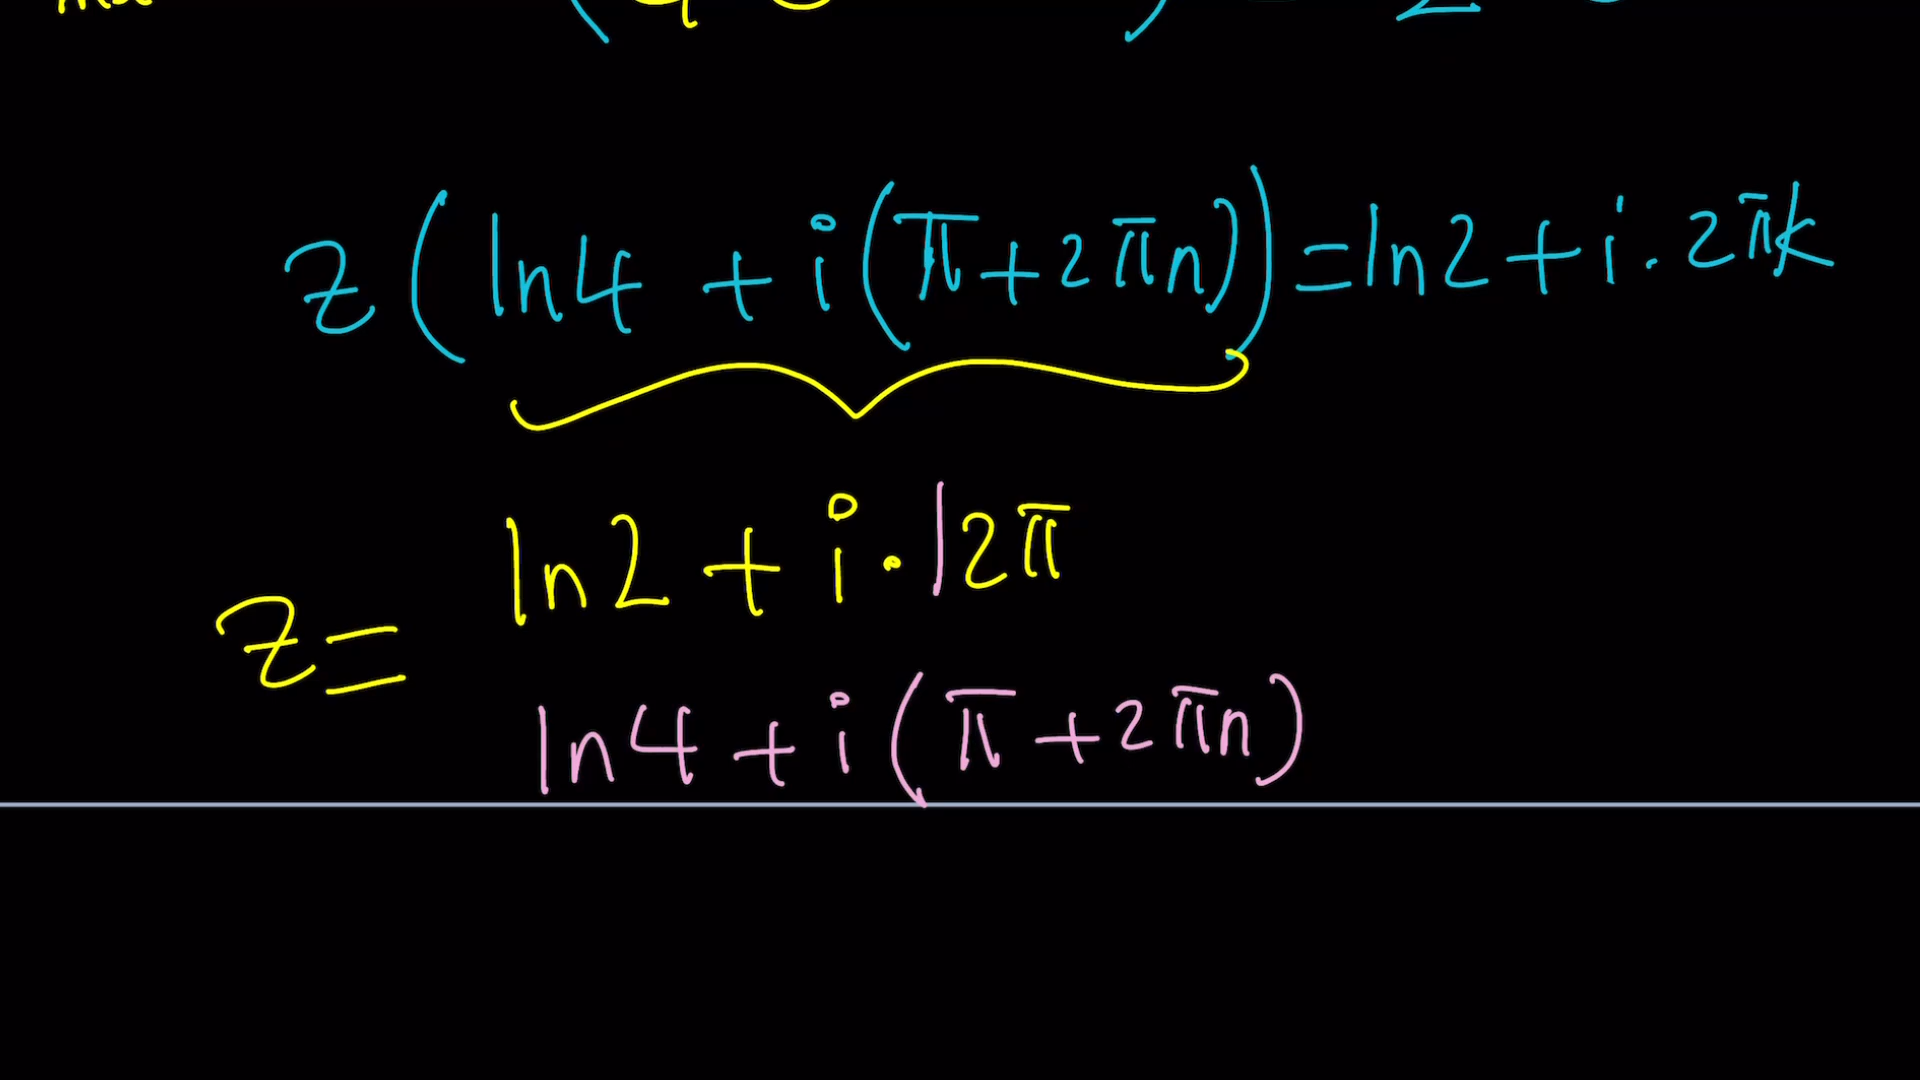 z(ln4 + i(π+2πn))=ln2+i.2πk
ln2 + i·|2π
z=
ln4 + i(π+2πn)